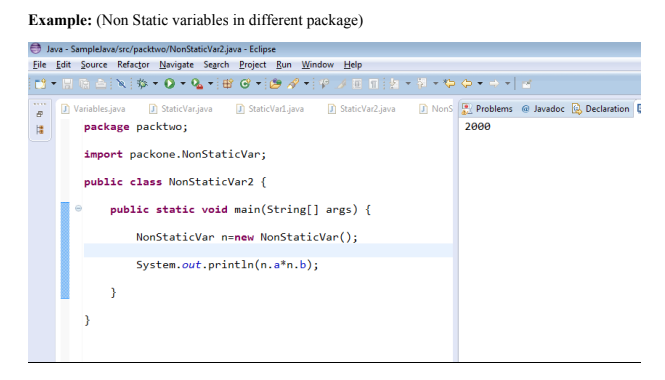 Example: (Non Static variables in different package)
Java - SampleJava/src/packtwo/NonStaticVar2.java - Eclipse
File Edit Source Refactor Navigate Search Project Run Window Help
Variables.java StaticVar.java StaticVar1.java StaticVar2.java NonS Problems @ Javadoc Declaration
2000
package packtwo;
import packone.NonStaticVar;
public class NonStaticVar2 {
public static void main(String[] args) {
NonStaticVar n=new NonStaticVar();
System.out.println(n.a*n.b);
}
}